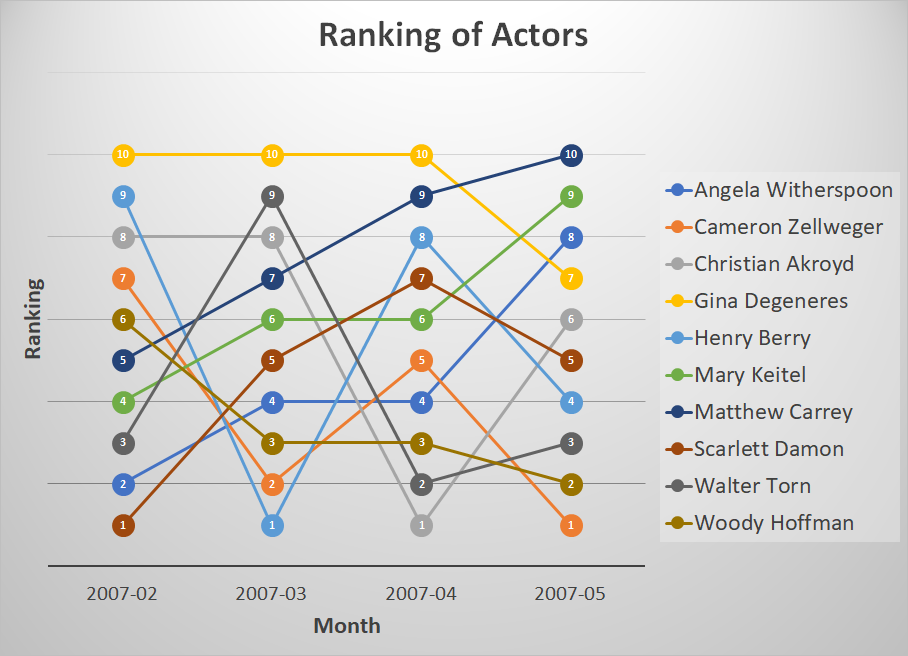 Ranking of Actors
Ranking
10 10 10
9 9 9 10 9
8 8 8 8
7 7 7 7
6 6 6 6
5 5 5 5
4 4 4 4
3 3 3 3
2 2 2 2
1 1 1 1
2007-02 2007-03 2007-04 2007-05
Month
Angela Witherspoon
Cameron Zellweger
Christian Akroyd
Gina Degeneres
Henry Berry
Mary Keitel
Matthew Carrey
Scarlett Damon
Walter Torn
Woody Hoffman